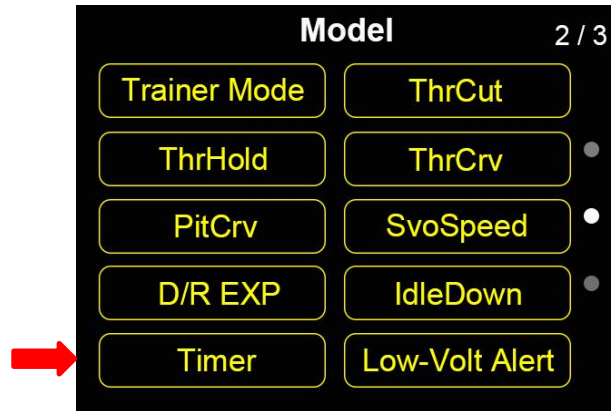 Model 2 / 3
Trainer Mode ThrCut
ThrHold ThrCrv
PitCrv SvoSpeed
D/R EXP IdleDown
Timer Low-Volt Alert